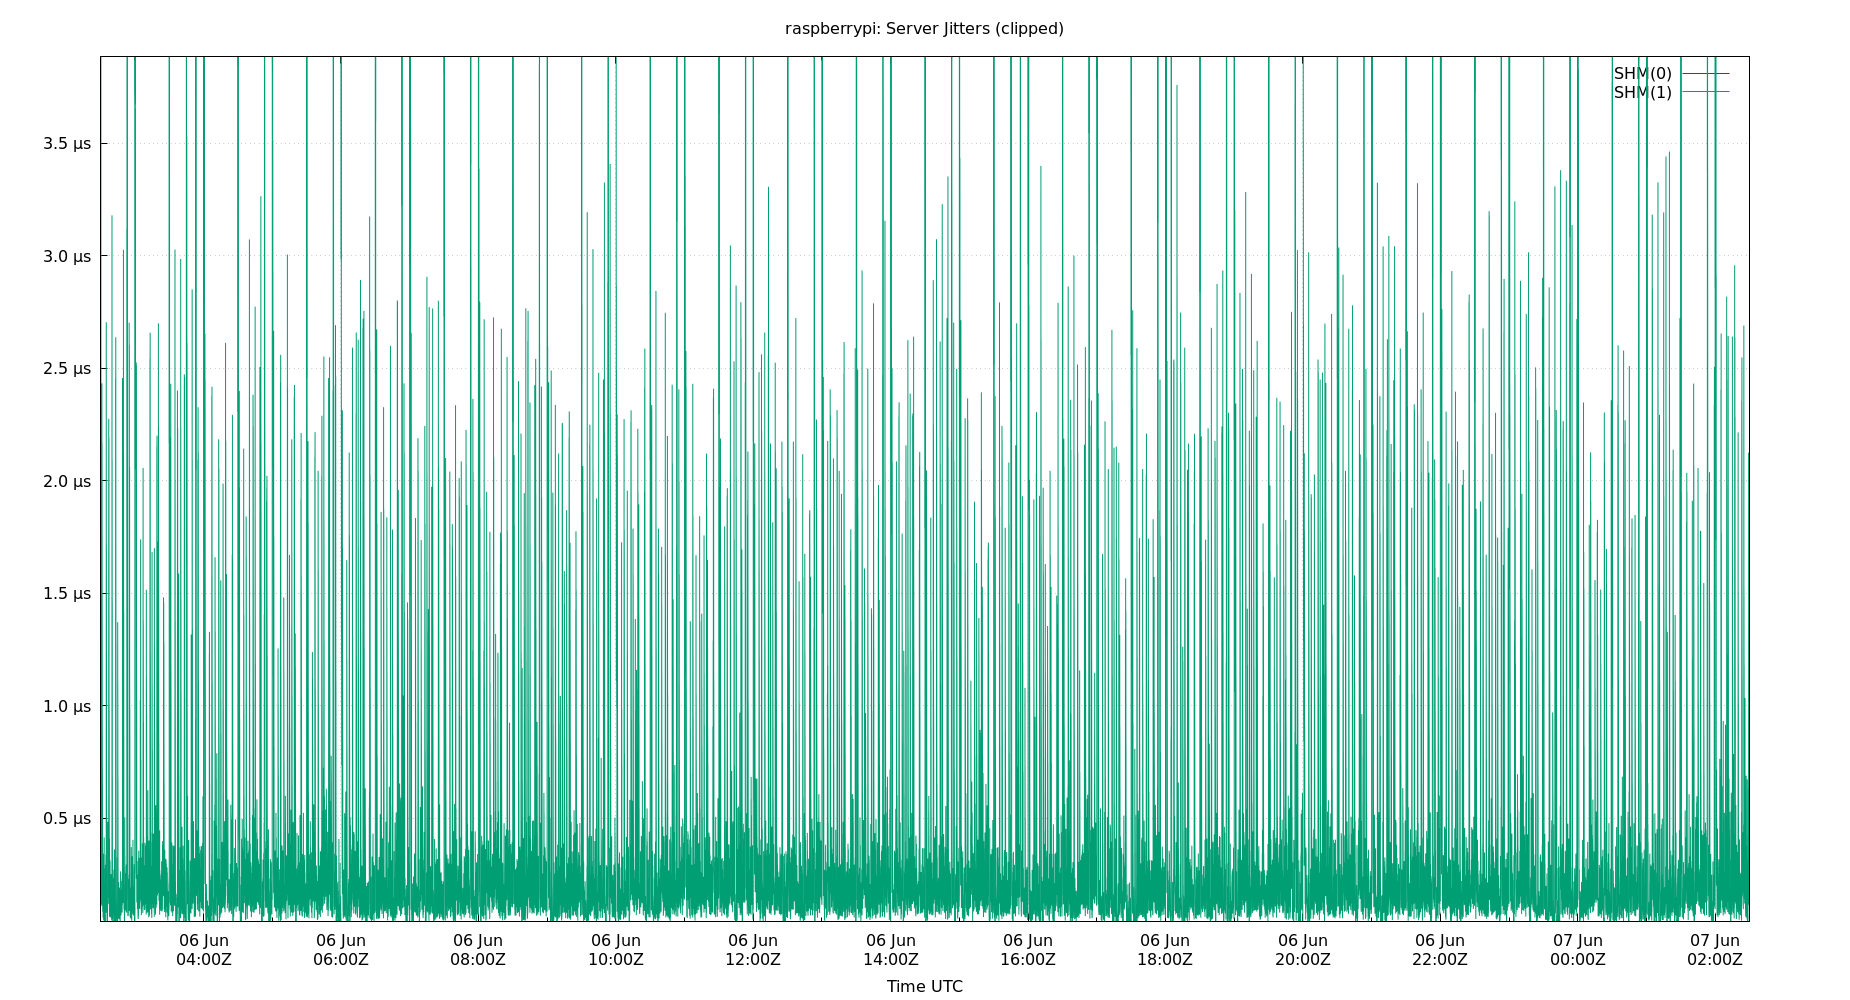 raspberrypi: Server Jitters (clipped)
SHM(0)
SHM(1)
3.5 µs
3.0 µs
2.5 µs
2.0 µs
1.5 µs
1.0 µs
0.5 µs
06 Jun 06 Jun 06 Jun 06 Jun 06 Jun 06 Jun 06 Jun 06 Jun 06 Jun 06 Jun 07 Jun 07 Jun
04:00Z 06:00Z 08:00Z 10:00Z 12:00Z 14:00Z 16:00Z 18:00Z 20:00Z 22:00Z 00:00Z 02:00Z
Time UTC